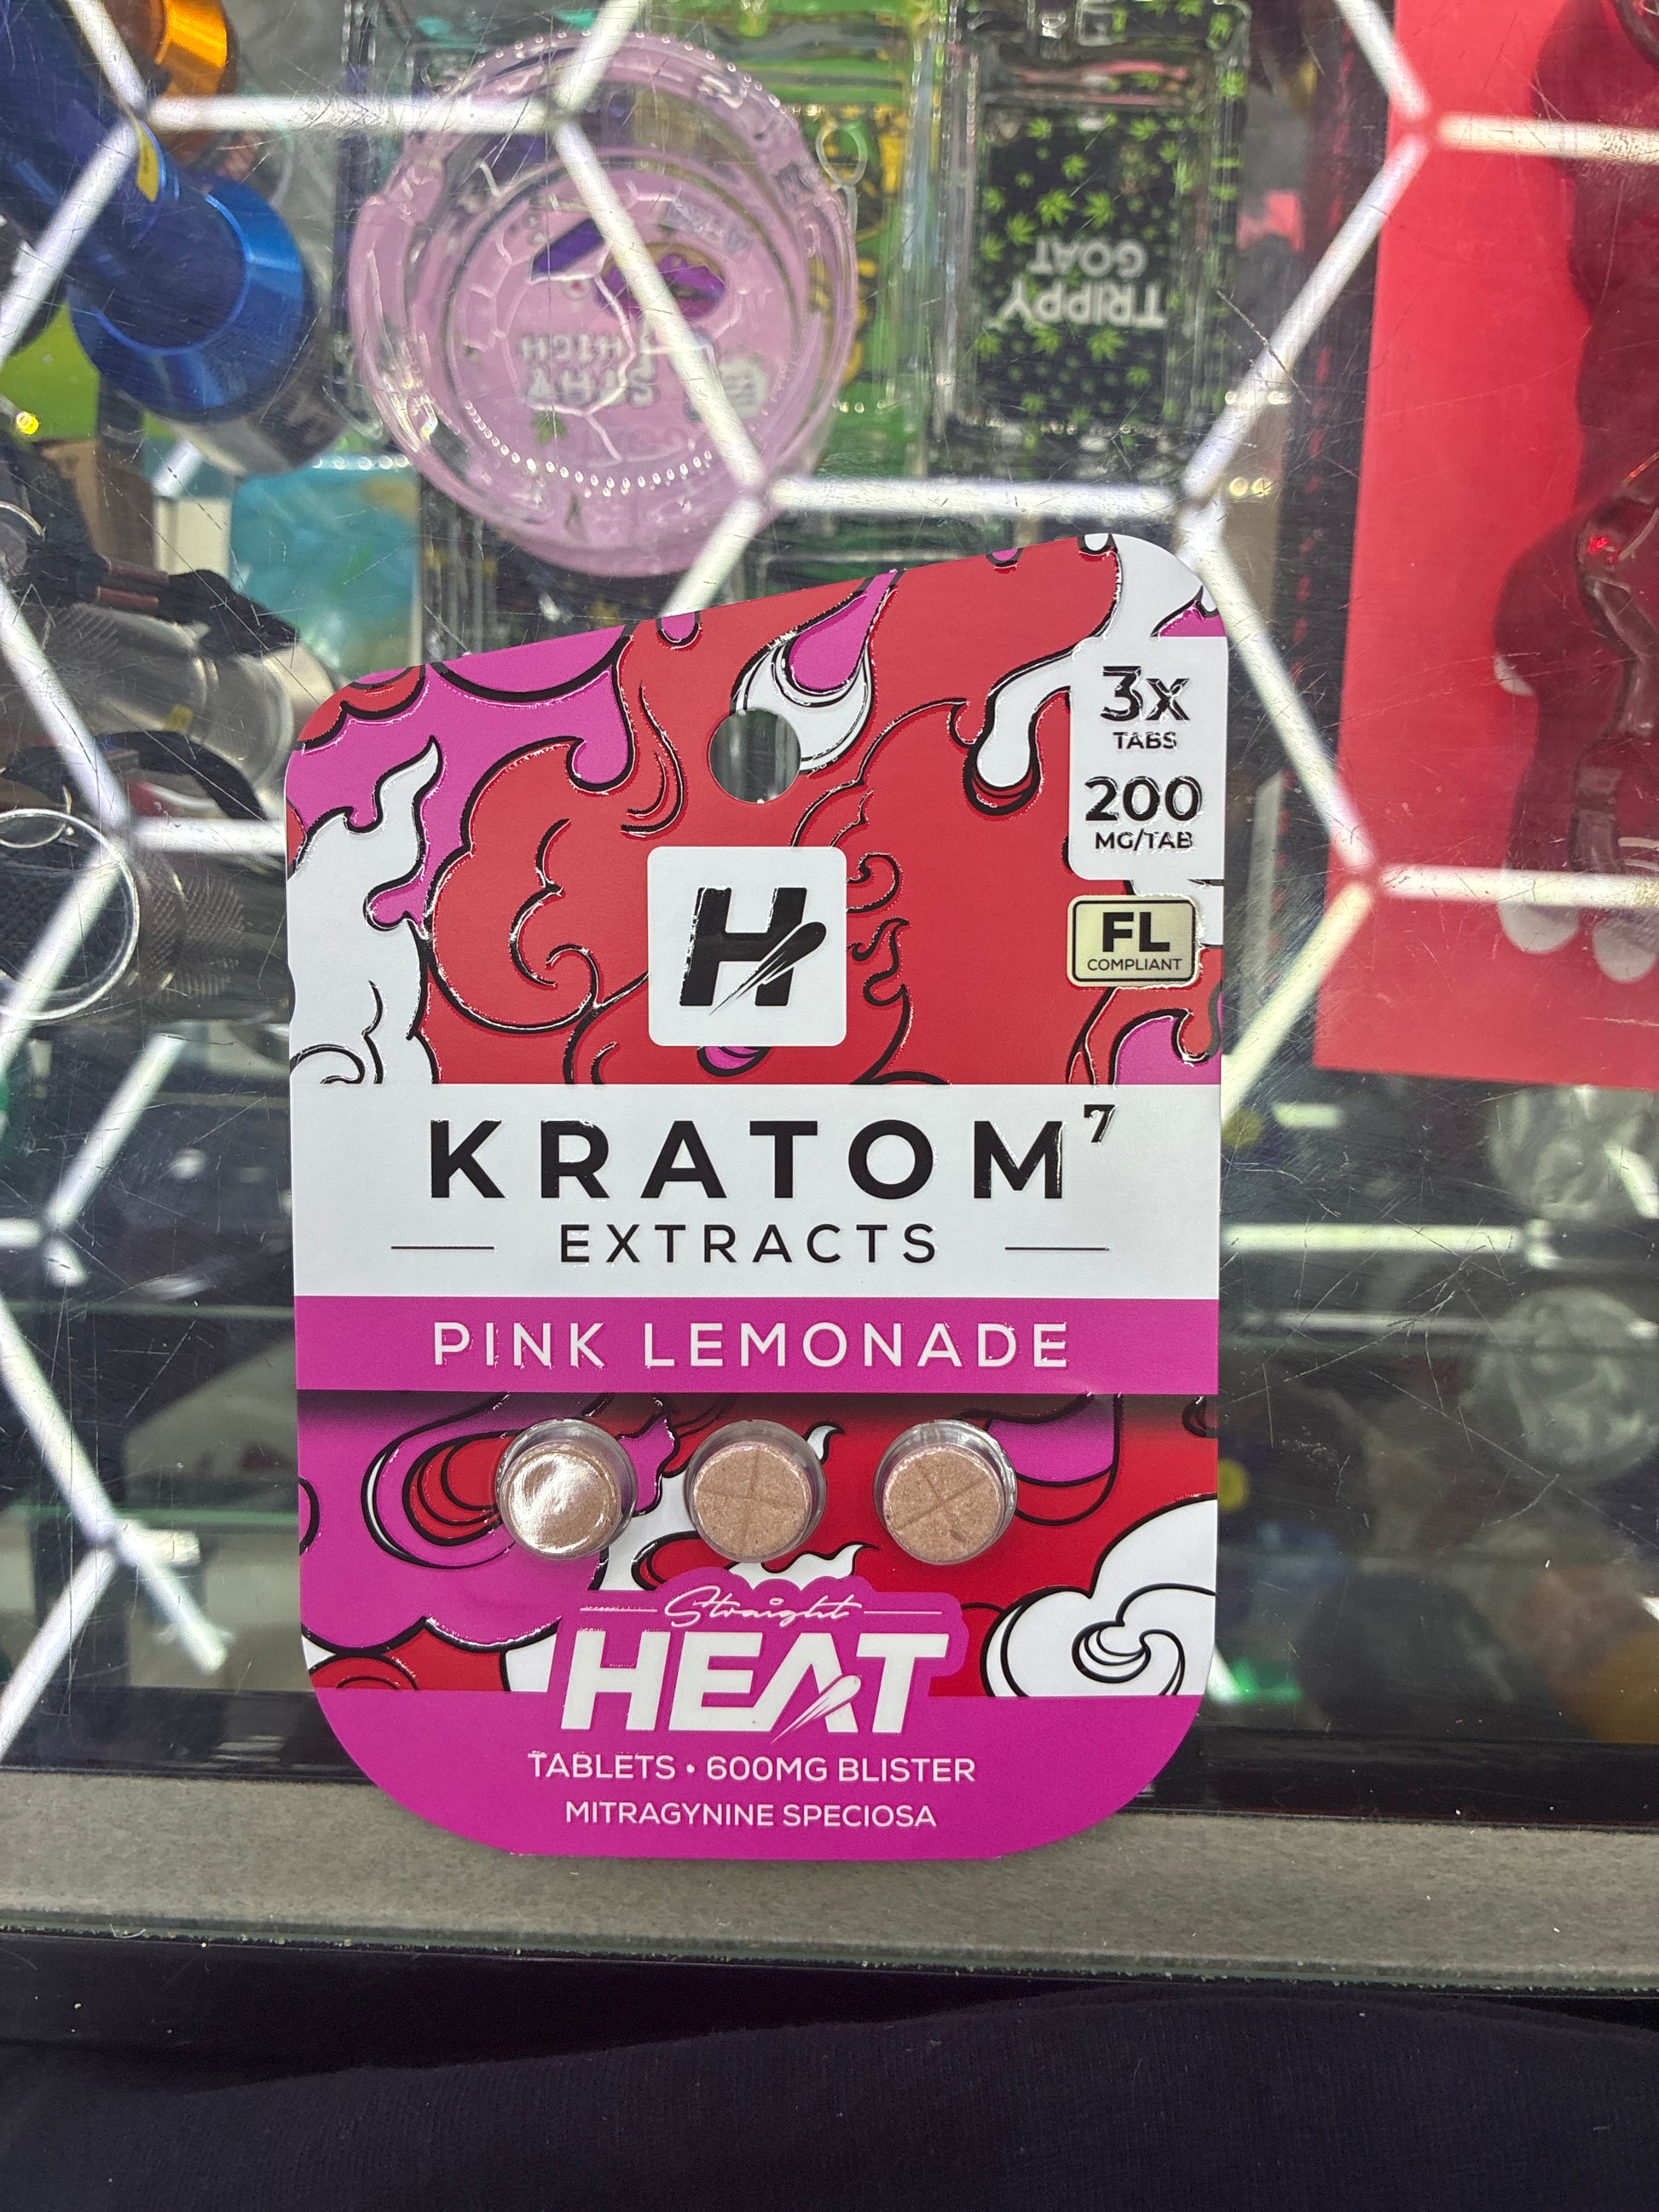 TRIPPY
GOAT
STAY
HIGH
3x
TABS
200
MG/TAB
H
FL
COMPLIANT
KRATOM⁷
EXTRACTS
PINK LEMONADE
Straight
HEAT
TABLETS • 600MG BLISTER
MITRAGYNINE SPECIOSA